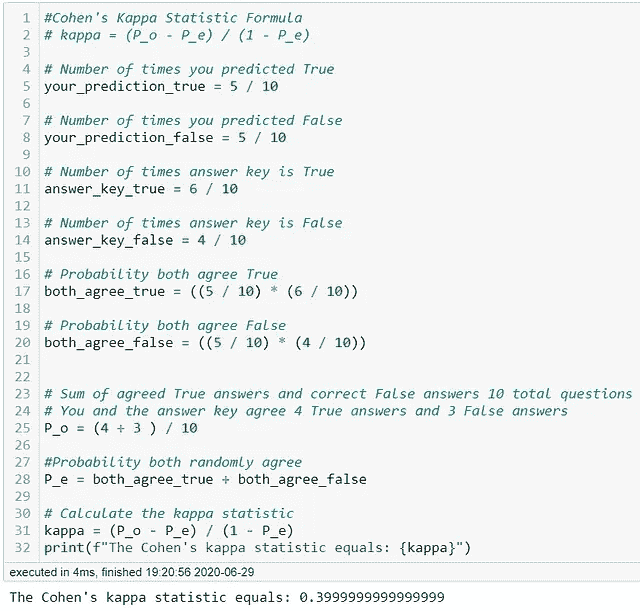 1 #Cohen's Kappa Statistic Formula
2 # kappa = (P_o - P_e) / (1 - P_e)
3
4 # Number of times you predicted True
5 your_prediction_true = 5 / 10
6
7 # Number of times you predicted False
8 your_prediction_false = 5 / 10
9
10 # Number of times answer key is True
11 answer_key_true = 6 / 10
12
13 # Number of times answer key is False
14 answer_key_false = 4 / 10
15
16 # Probability both agree True
17 both_agree_true = ((5 / 10) * (6 / 10))
18
19 # Probability both agree False
20 both_agree_false = ((5 / 10) * (4 / 10))
21
22
23 # Sum of agreed True answers and correct False answers 10 total questions
24 # You and the answer key agree 4 True answers and 3 False answers
25 P_o = (4 + 3 ) / 10
26
27 #Probability both randomly agree
28 P_e = both_agree_true + both_agree_false
29
30 # Calculate the kappa statistic
31 kappa = (P_o - P_e) / (1 - P_e)
32 print(f"The Cohen's kappa statistic equals: {kappa}")
executed in 4ms, finished 19:20:56 2020-06-29
The Cohen's kappa statistic equals: 0.3999999999999999